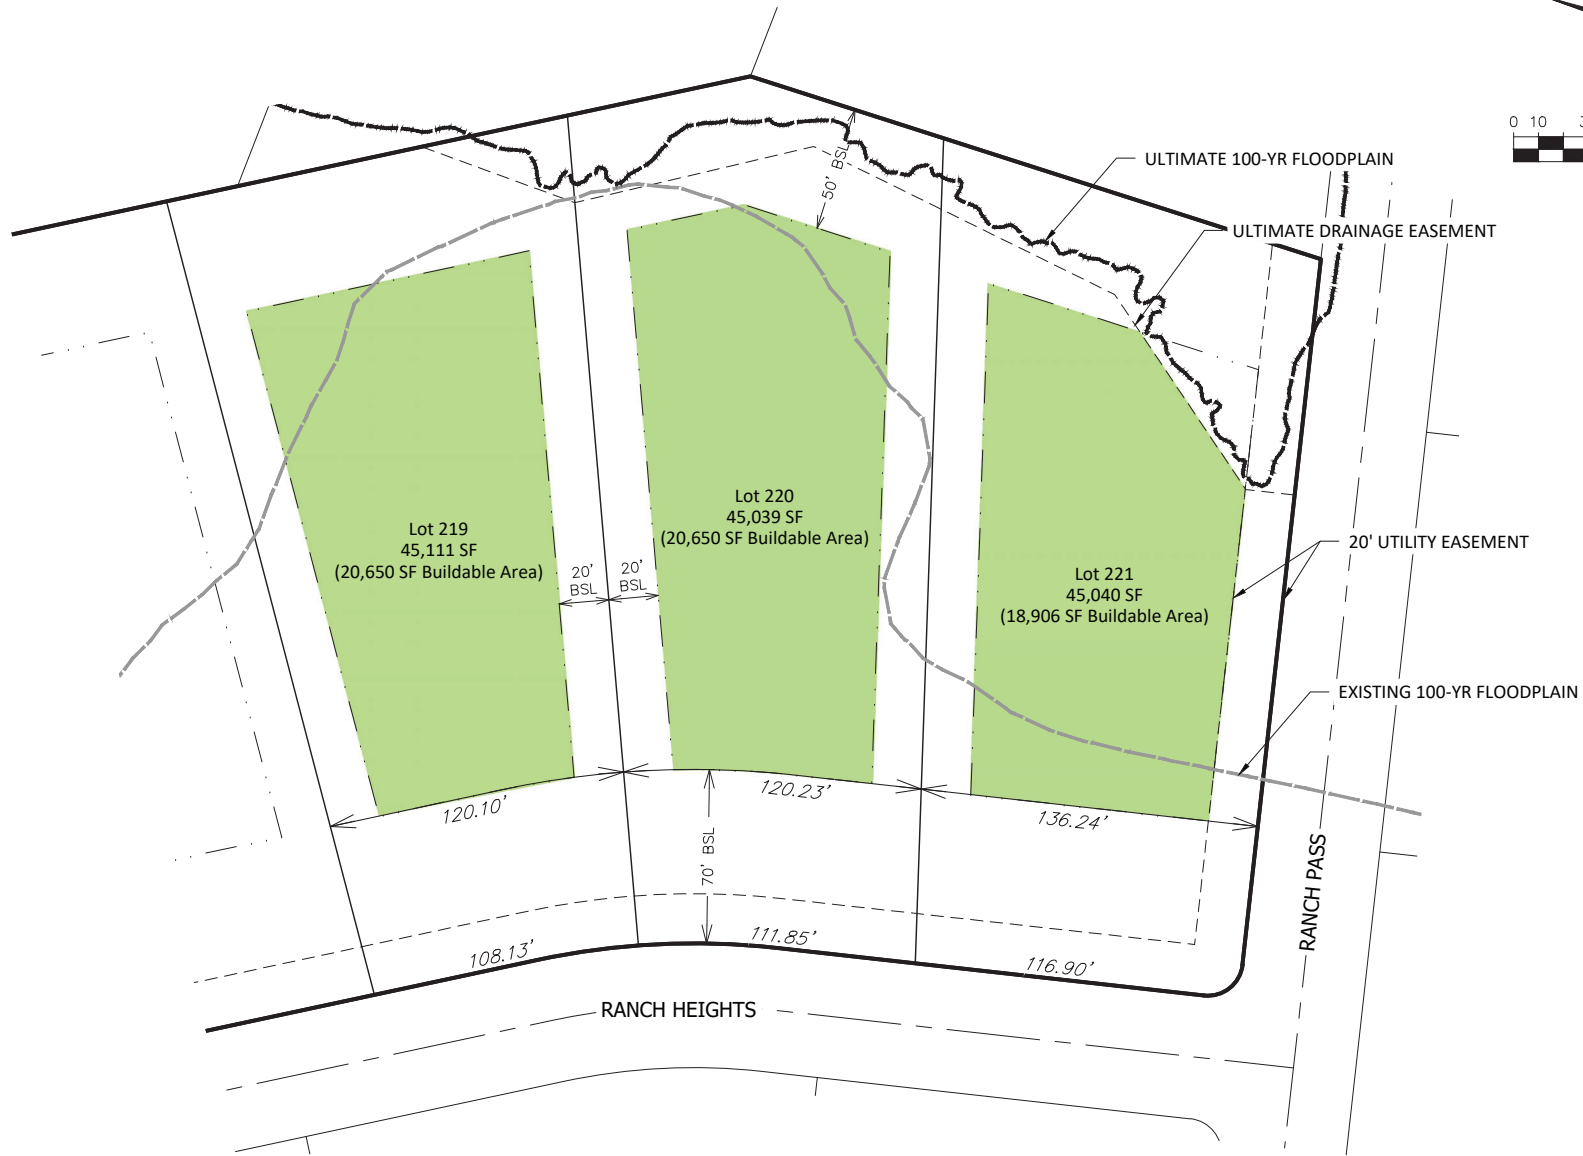 0 10
ULTIMATE 100-YR FLOODPLAIN
50' BSL
ULTIMATE DRAINAGE EASEMENT
Lot 220
45,039 SF
(20,650 SF Buildable Area)
Lot 219
45,111 SF
(20,650 SF Buildable Area)
20' UTILITY EASEMENT
20'
BSL
20'
BSL
Lot 221
45,040 SF
(18,906 SF Buildable Area)
EXISTING 100-YR FLOODPLAIN
120.10'
120.23'
136.24'
70' BSL
RANCH PASS
108.13'
111.85'
116.90'
RANCH HEIGHTS